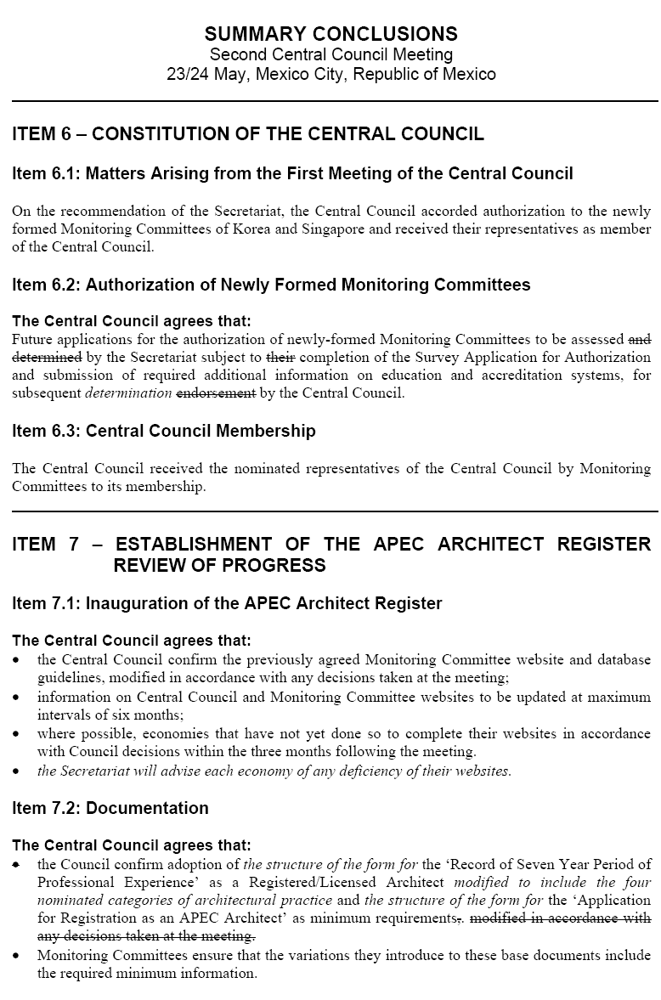 SUMMARY CONCLUSIONS
Second Central Council Meeting
23/24 May, Mexico City, Republic of Mexico
ITEM 6 – CONSTITUTION OF THE CENTRAL COUNCIL
Item 6.1: Matters Arising from the First Meeting of the Central Council
On the recommendation of the Secretariat, the Central Council accorded authorization to the newly
formed Monitoring Committees of Korea and Singapore and received their representatives as member
of the Central Council.
Item 6.2: Authorization of Newly Formed Monitoring Committees
The Central Council agrees that:
Future applications for the authorization of newly-formed Monitoring Committees to be assessed and
determined by the Secretariat subject to their completion of the Survey Application for Authorization
and submission of required additional information on education and accreditation systems, for
subsequent determination endorsement by the Central Council.
Item 6.3: Central Council Membership
The Central Council received the nominated representatives of the Central Council by Monitoring
Committees to its membership.
ITEM 7 – ESTABLISHMENT OF THE APEC ARCHITECT REGISTER
REVIEW OF PROGRESS
Item 7.1: Inauguration of the APEC Architect Register
The Central Council agrees that:
• the Central Council confirm the previously agreed Monitoring Committee website and database
guidelines, modified in accordance with any decisions taken at the meeting;
• information on Central Council and Monitoring Committee websites to be updated at maximum
intervals of six months;
• where possible, economies that have not yet done so to complete their websites in accordance
with Council decisions within the three months following the meeting.
• the Secretariat will advise each economy of any deficiency of their websites.
Item 7.2: Documentation
The Central Council agrees that:
• the Council confirm adoption of the structure of the form for the ‘Record of Seven Year Period of
Professional Experience’ as a Registered/Licensed Architect modified to include the four
nominated categories of architectural practice and the structure of the form for the ‘Application
for Registration as an APEC Architect’ as minimum requirements,. modified in accordance with
any decisions taken at the meeting.
• Monitoring Committees ensure that the variations they introduce to these base documents include
the required minimum information.